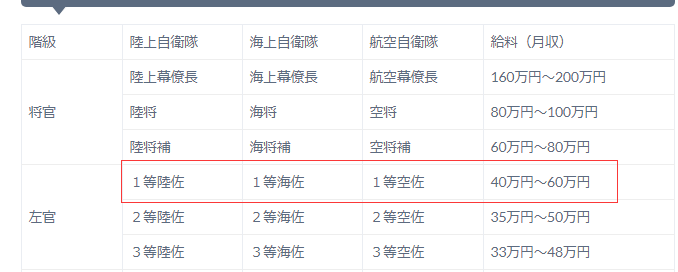 階級 陸上自衛隊 海上自衛隊 航空自衛隊 給料（月収）
陸上幕僚長 海上幕僚長 航空幕僚長 160万円〜200万円
将官 陸将 海将 空将 80万円〜100万円
陸将補 海将補 空将補 60万円〜80万円
１等陸佐 １等海佐 １等空佐 40万円〜60万円
左官 ２等陸佐 ２等海佐 ２等空佐 35万円〜50万円
３等陸佐 ３等海佐 ３等空佐 33万円〜48万円